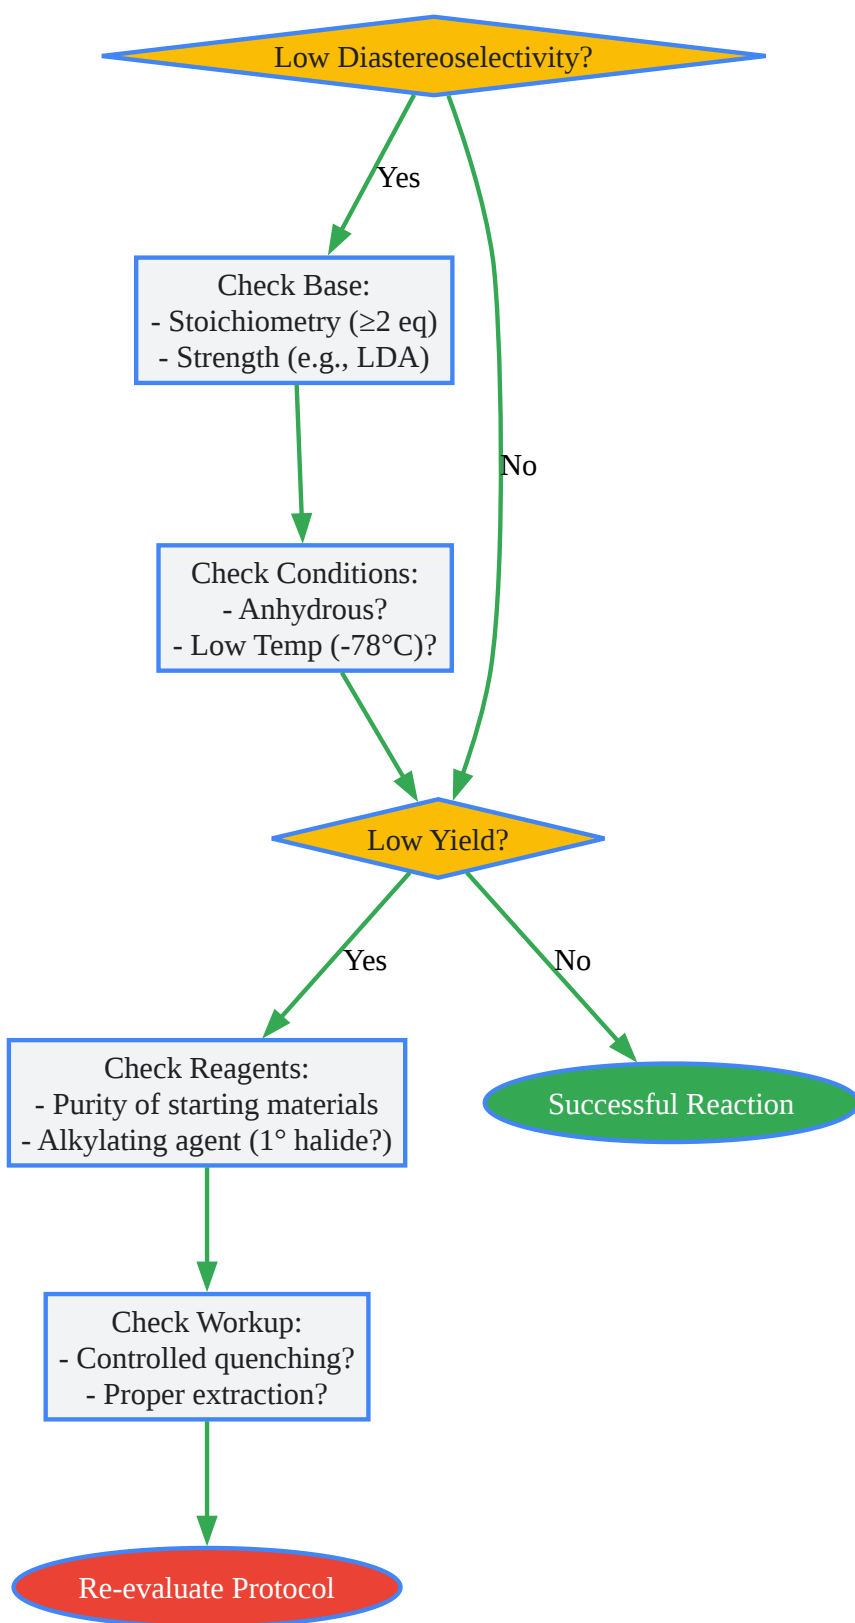 Low Diastereoselectivity?
Yes
Check Base:
- Stoichiometry (≥2 eq)
- Strength (e.g., LDA)
No
Check Conditions:
- Anhydrous?
- Low Temp (-78°C)?
Low Yield?
Yes
No
Check Reagents:
- Purity of starting materials
- Alkylating agent (1° halide?)
Successful Reaction
Check Workup:
- Controlled quenching?
- Proper extraction?
Re-evaluate Protocol